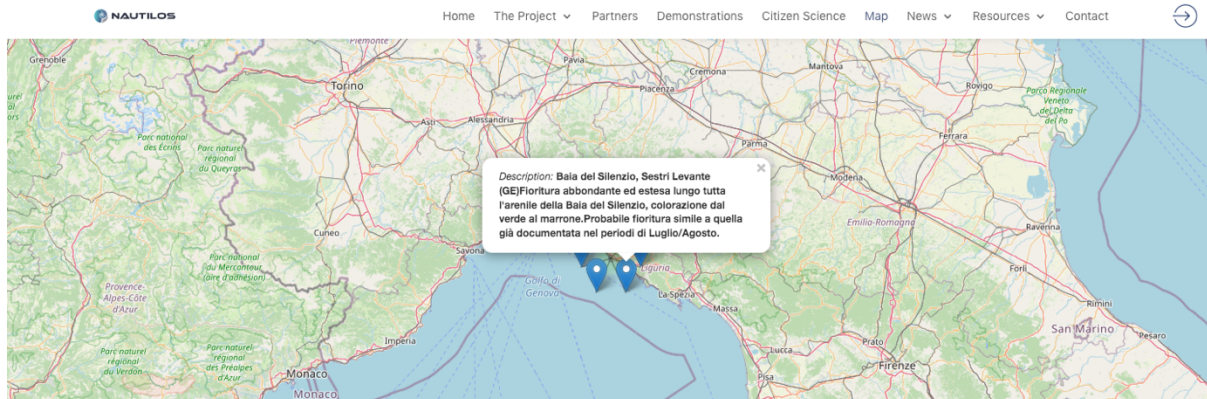 NAUTILOS
Home The Project Partners Demonstrations Citizen Science Map News Resources Contact
Piemonte
Grenoble
Pavia
Cremona
Mantova
Torino
Piacenza
Rovigo
Parco Regionale
Veneto
del Delta
del Po
Asti
Alessandria
Parc national
des Écrins
Parc naturel
régional
du Queyras
Ferrara
Parma
Description: Baia del Silenzio, Sestri Levante
(GE)Fioritura abbondante ed estesa lungo tutta
l'arenile della Baia del Silenzio, colorazione dal
verde al marrone.Probabile fioritura simile a quella
già documentata nel periodi di Luglio/Agosto.
×
Modena
Emilia-Romagna
Ravenna
Cuneo
Savona
Parc national
du Mercantour
(aire d'adhésion)
Liguria
Forlì
Golfo di
Genova
La Spezia
Provence-
Alpes-Côte
d'Azur
Massa
Rimini
San Marino
Pesaro
Imperia
Lucca
Prato
Parc naturel
régional
du Verdon
Parc naturel
régional
des Préalpes
d'Azur
Firenze
Monaco
Monaco
Pisa